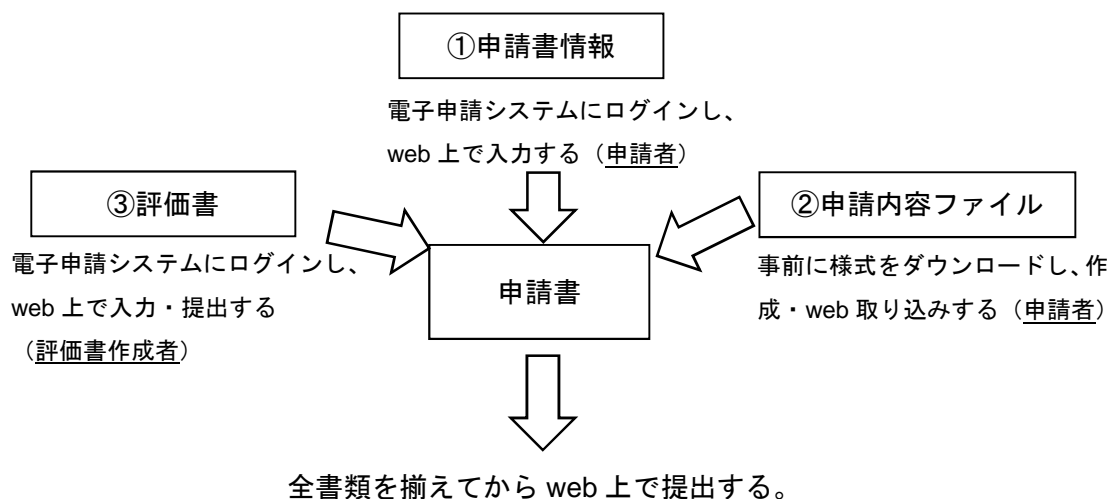 ①申請書情報
電子申請システムにログインし、
web 上で入力する（申請者）
③評価書
電子申請システムにログインし、
web 上で入力・提出する
（評価書作成者）
②申請内容ファイル
事前に様式をダウンロードし、作
成・web 取り込みする（申請者）
申請書
全書類を揃えてから web 上で提出する。